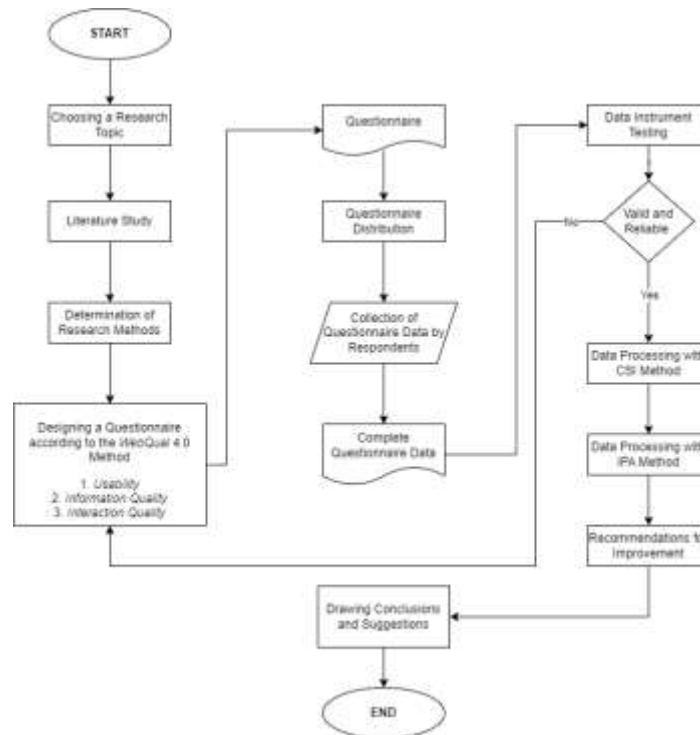 START
Choosing a Research
Topic
Literature Study
Determination of
Research Methods
Designing a Questionnaire
according to the WebQual 4.0
Method
1. Usability
2. Information Quality
3. Interaction Quality
Questionnaire
Questionnaire
Distribution
Collection of
Questionnaire Data by
Respondents
Complete
Questionnaire Data
Data Instrument
Testing
Valid and
Reliable
No
Yes
Data Processing with
CSI Method
Data Processing with
IPA Method
Recommendations for
Improvement
Drawing Conclusions
and Suggestions
END